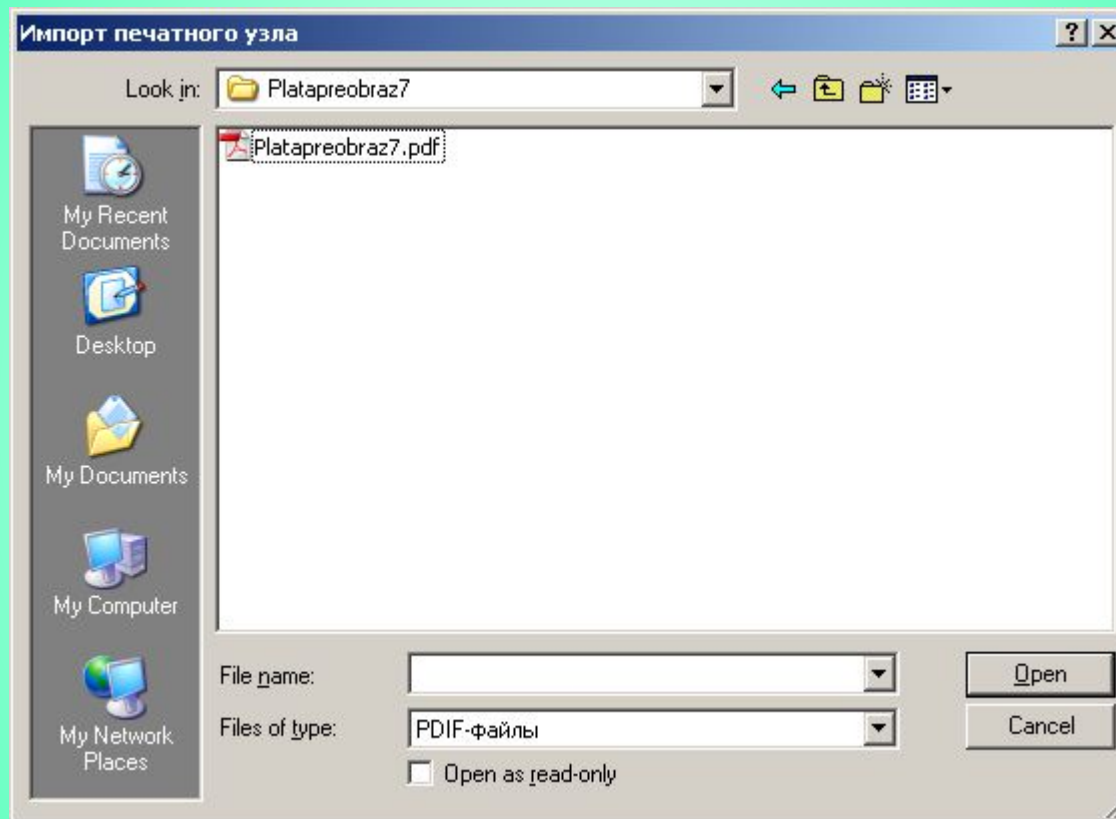 Импорт печатного узла
Look in: Platapreobraz7
Platapreobraz7.pdf
My Recent
Documents
Desktop
My Documents
My Computer
My Network
Places
File name:
Open
Files of type: PDIF-файлы
Cancel
Open as read-only